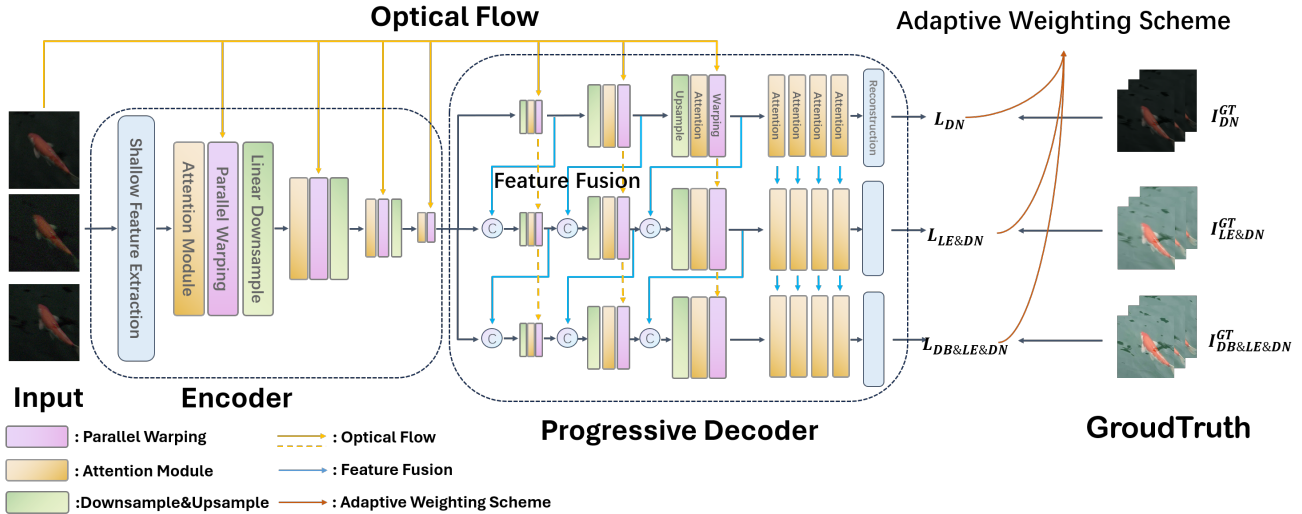 Optical Flow
Adaptive Weighting Scheme
Shallow Feature Extraction
Attention Module
Parallel Warping
Linear Downsample
Upsample
Attention
Warping
Attention
Attention
Attention
Attention
Reconstruction
Feature Fusion
C
C
C
C
C
C
L_DN
L_LE&DN
L_DB&LE&DN
I^GT_DN
I^GT_LE&DN
I^GT_DB&LE&DN
Input
Encoder
Progressive Decoder
GroudTruth
: Parallel Warping
: Attention Module
:Downsample&Upsample
: Optical Flow
: Feature Fusion
: Adaptive Weighting Scheme